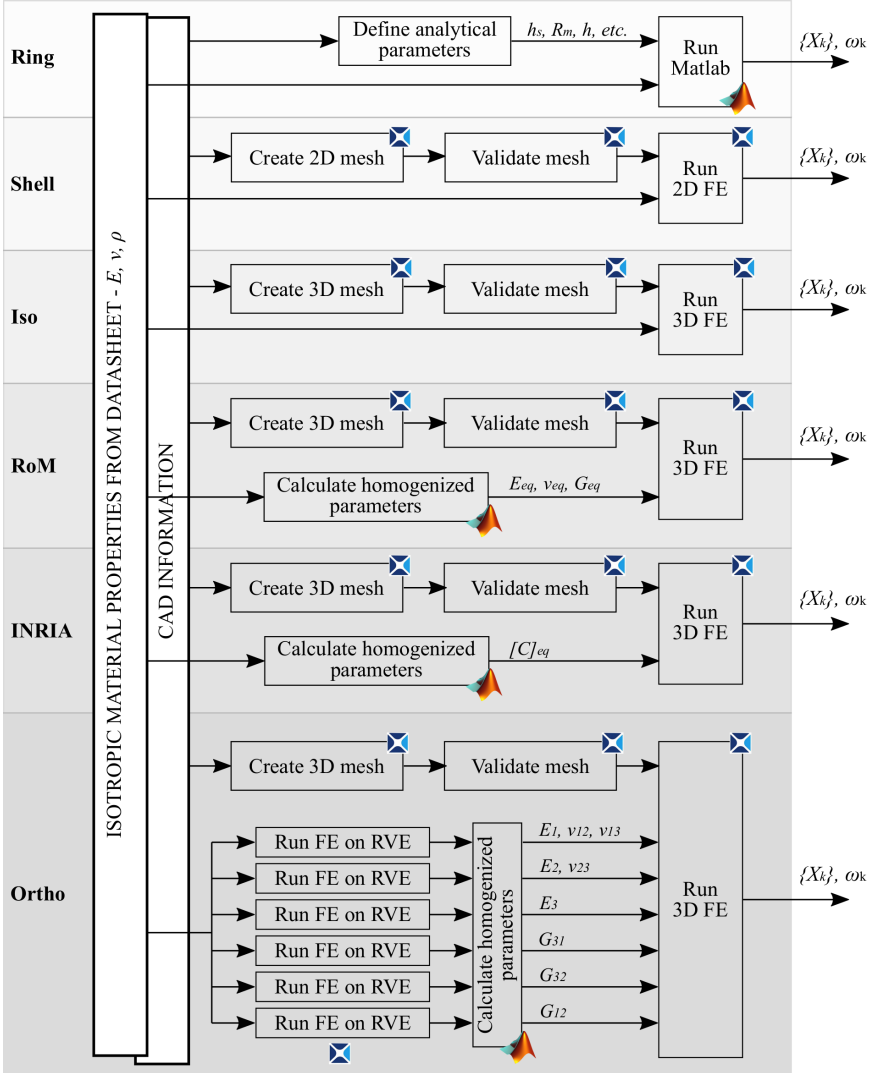 ISOTROPIC MATERIAL PROPERTIES FROM DATASHEET - E, ν, ρ
CAD INFORMATION
Ring
Define analytical
parameters
hs, Rm, h, etc.
Run
Matlab
{Xk}, ωk
Shell
Create 2D mesh
Validate mesh
Run
2D FE
{Xk}, ωk
Iso
Create 3D mesh
Validate mesh
Run
3D FE
{Xk}, ωk
RoM
Create 3D mesh
Validate mesh
Calculate homogenized
parameters
Eeq, νeq, Geq
Run
3D FE
{Xk}, ωk
INRIA
Create 3D mesh
Validate mesh
Calculate homogenized
parameters
[C]eq
Run
3D FE
{Xk}, ωk
Ortho
Create 3D mesh
Validate mesh
Run FE on RVE
Run FE on RVE
Run FE on RVE
Run FE on RVE
Run FE on RVE
Run FE on RVE
Calculate homogenized
parameters
E1, ν12, ν13
E2, ν23
E3
G31
G32
G12
Run
3D FE
{Xk}, ωk